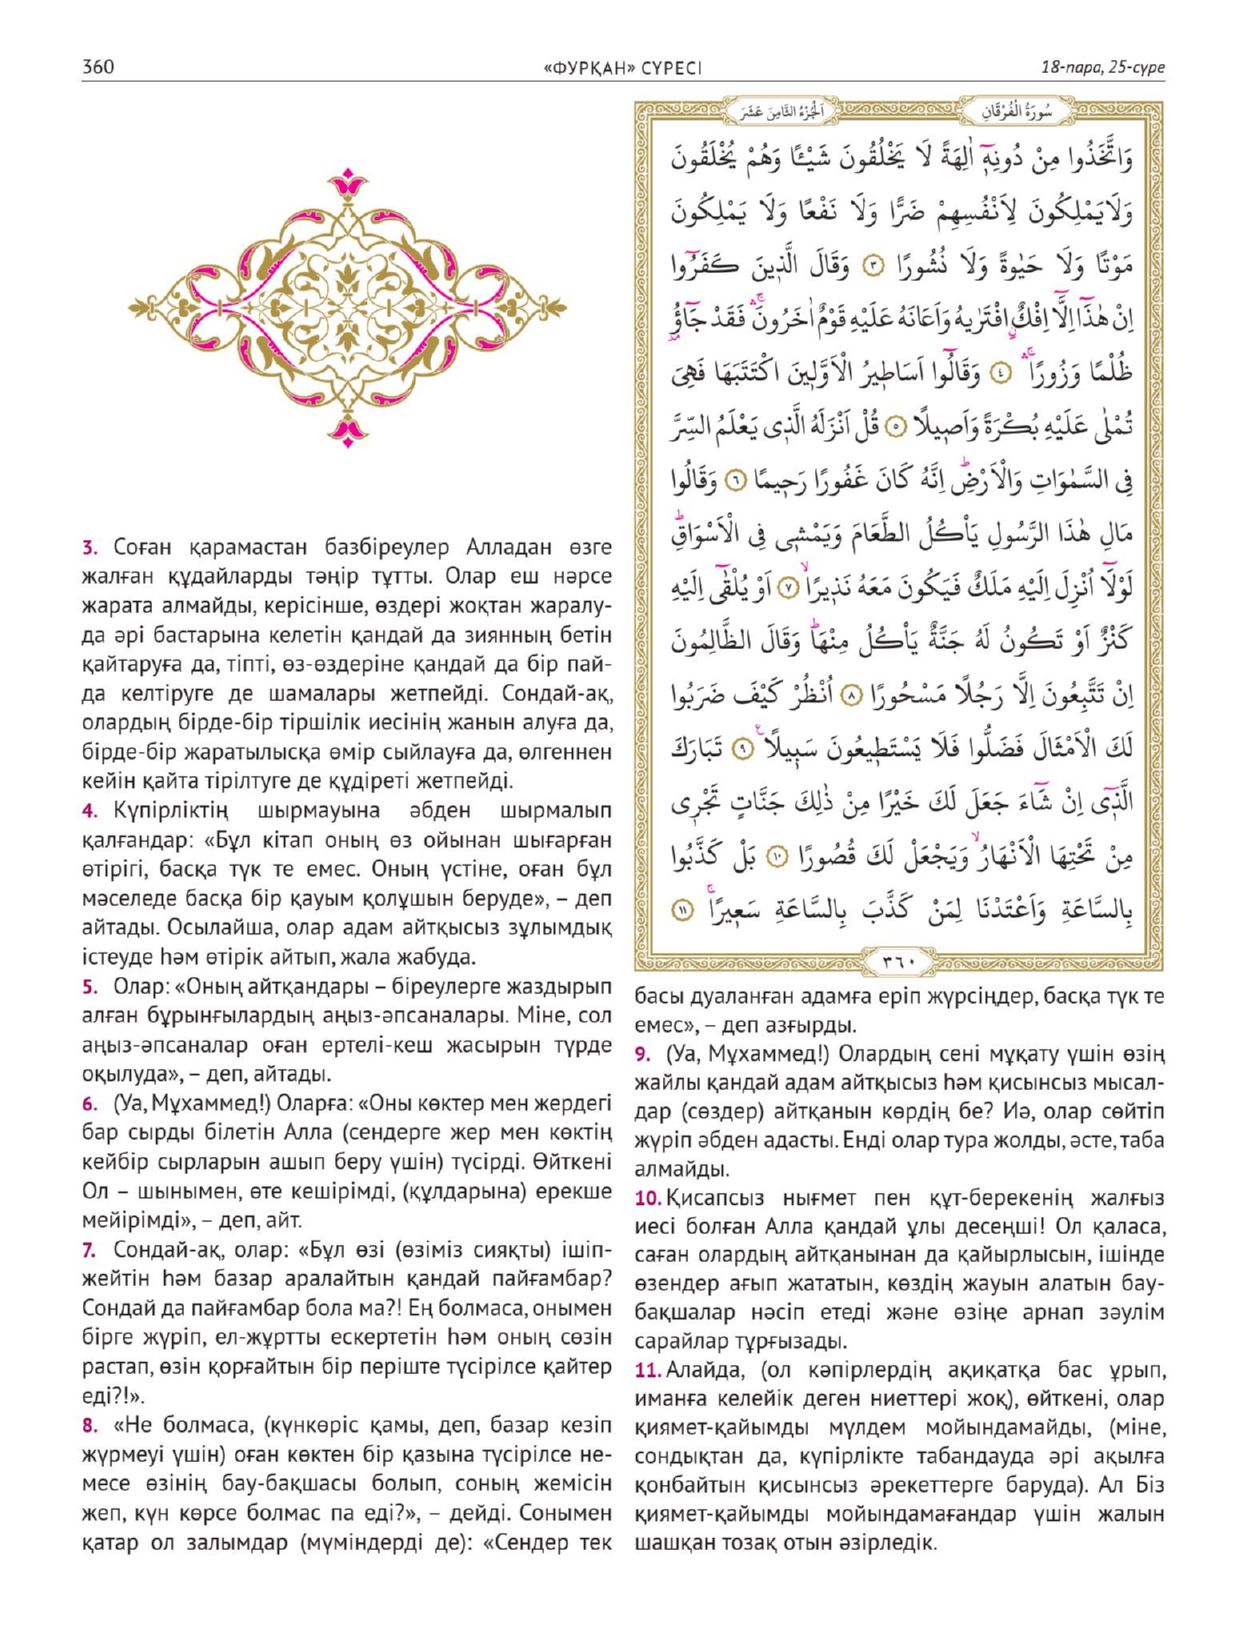 360
«ФУРҚАН» СҮРЕСІ
18-пара, 25-сүре
3. Соған қарамастан базбіреулер Алладан өзге
жалған құдайларды тәңір тұтты. Олар еш нәрсе
жарата алмайды, керісінше, өздері жоқтан жаралу-
да әрі бастарына келетін қандай да зиянның бетін
қайтаруға да, тіпті, өз-өздеріне қандай да бір пай-
да келтіруге де шамалары жетпейді. Сондай-ақ,
олардың бірде-бір тіршілік иесінің жанын алуға да,
бірде-бір жаратылысқа өмір сыйлауға да, өлгеннен
кейін қайта тірілтуге де құдіреті жетпейді.
4. Күпірліктің шырмауына әбден шырмалып
қалғандар: «Бұл кітап оның өз ойынан шығарған
өтірігі, басқа түк те емес. Оның үстіне, оған бұл
мәселеде басқа бір қауым қолұшын беруде», – деп
айтады. Осылайша, олар адам айтқысыз зұлымдық
істеуде һәм өтірік айтып, жала жабуда.
5. Олар: «Оның айтқандары – біреулерге жаздырып
алған бұрынғылардың аңыз-әпсаналары. Міне, сол
аңыз-әпсаналар оған ертелі-кеш жасырын түрде
оқылуда», – деп, айтады.
6. (Уа, Мұхаммед!) Оларға: «Оны көктер мен жердегі
бар сырды білетін Алла (сендерге жер мен көктің
кейбір сырларын ашып беру үшін) түсірді. Өйткені
Ол – шынымен, өте кешірімді, (құлдарына) ерекше
мейірімді», – деп, айт.
7. Сондай-ақ, олар: «Бұл өзі (өзіміз сияқты) ішіп-
жейтін һәм базар аралайтын қандай пайғамбар?
Сондай да пайғамбар бола ма?! Ең болмаса, онымен
бірге жүріп, ел-жұртты ескертетін һәм оның сөзін
растап, өзін қорғайтын бір періште түсірілсе қайтер
еді?!».
8. «Не болмаса, (күнкөріс қамы, деп, базар кезіп
жүрмеуі үшін) оған көктен бір қазына түсірілсе не-
месе өзінің бау-бақшасы болып, соның жемісін
жеп, күн көрсе болмас па еді?», – дейді. Сонымен
қатар ол залымдар (мүміндерді де): «Сендер тек
سُورَةُ الْفُرْقَانِ
اَلْجُزْءُ الثَّامِنَ عَشَرَ
وَاتَّخَذُوا مِنْ دُونِهٖٓ اٰلِهَةً لَا يَخْلُقُونَ شَيْـًٔا وَهُمْ يُخْلَقُونَ
وَلَا يَمْلِكُونَ لِاَنْفُسِهِمْ ضَرًّا وَلَا نَفْعًا وَلَا يَمْلِكُونَ
مَوْتًا وَلَا حَيٰوةً وَلَا نُشُورًا ٣ وَقَالَ الَّذٖينَ كَفَرُٓوا
اِنْ هٰذَٓا اِلَّٓا اِفْكٌۨ افْتَرٰيهُ وَاَعَانَهُ عَلَيْهِ قَوْمٌ اٰخَرُونَۚۛ فَقَدْ جَٓاؤُ۫
ظُلْمًا وَزُورًاۚۛ ٤ وَقَالُٓوا اَسَاطٖيرُ الْاَوَّلٖينَ اكْتَتَبَهَا فَهِىَ
تُمْلٰى عَلَيْهِ بُكْرَةً وَاَصٖيلًا ٥ قُلْ اَنْزَلَهُ الَّذٖى يَعْلَمُ السِّرَّ
فِى السَّمٰوَاتِ وَالْاَرْضِؕ اِنَّهُ كَانَ غَفُورًا رَحٖيمًا ٦ وَقَالُوا
مَالِ هٰذَا الرَّسُولِ يَأْكُلُ الطَّعَامَ وَيَمْشٖى فِى الْاَسْوَاقِؕ
لَوْلَٓا اُنْزِلَ اِلَيْهِ مَلَكٌ فَيَكُونَ مَعَهُ نَذٖيرًاۙ ٧ اَوْ يُلْقٰٓى اِلَيْهِ
كَنْزٌ اَوْ تَكُونُ لَهُ جَنَّةٌ يَأْكُلُ مِنْهَاؕ وَقَالَ الظَّالِمُونَ
اِنْ تَتَّبِعُونَ اِلَّا رَجُلًا مَسْحُورًا ٨ اُنْظُرْ كَيْفَ ضَرَبُوا
لَكَ الْاَمْثَالَ فَضَلُّوا فَلَا يَسْتَطٖيعُونَ سَبٖيلًاࣖ ٩ تَبَارَكَ
الَّذٖٓى اِنْ شَٓاءَ جَعَلَ لَكَ خَيْرًا مِنْ ذٰلِكَ جَنَّاتٍ تَجْرٖى
مِنْ تَحْتِهَا الْاَنْهَارُۙ وَيَجْعَلْ لَكَ قُصُورًا ١٠ بَلْ كَذَّبُوا
بِالسَّاعَةِ وَاَعْتَدْنَا لِمَنْ كَذَّبَ بِالسَّاعَةِ سَعٖيرًاۚ ١١
٣٦٠
басы дуаланған адамға еріп жүрсіңдер, басқа түк те
емес», – деп азғырды.
9. (Уа, Мұхаммед!) Олардың сені мұқату үшін өзің
жайлы қандай адам айтқысыз һәм қисынсыз мысал-
дар (сөздер) айтқанын көрдің бе? Иә, олар сөйтіп
жүріп әбден адасты. Енді олар тура жолды, әсте, таба
алмайды.
10. Қисапсыз нығмет пен құт-берекенің жалғыз
иесі болған Алла қандай ұлы десеңші! Ол қаласа,
саған олардың айтқанынан да қайырлысын, ішінде
өзендер ағып жататын, көздің жауын алатын бау-
бақшалар нәсіп етеді және өзіңе арнап зәулім
сарайлар тұрғызады.
11. Алайда, (ол кәпірлердің ақиқатқа бас ұрып,
иманға келейік деген ниеттері жоқ), өйткені, олар
қиямет-қайымды мүлдем мойындамайды, (міне,
сондықтан да, күпірлікте табандауда әрі ақылға
қонбайтын қисынсыз әрекеттерге баруда). Ал Біз
қиямет-қайымды мойындамағандар үшін жалын
шашқан тозақ отын әзірледік.